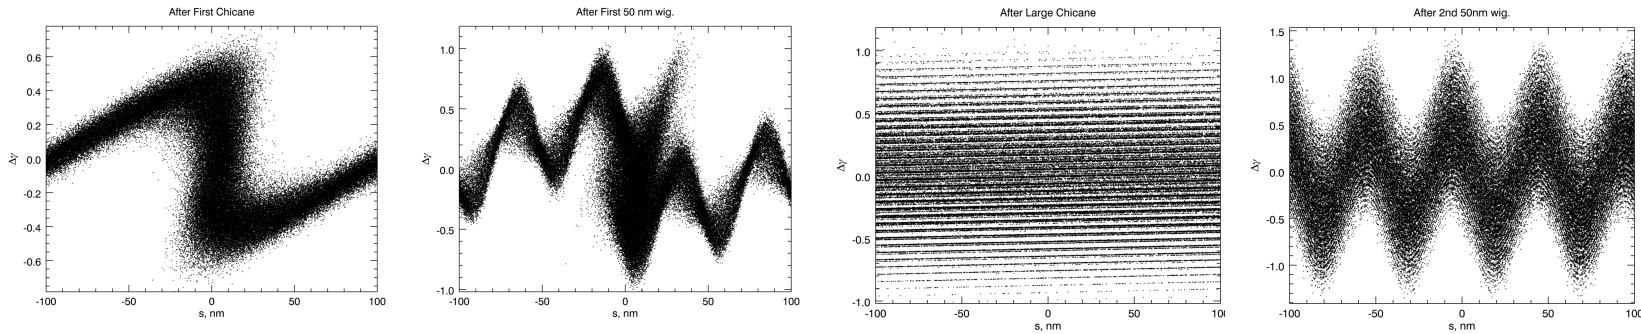 After First Chicane
0.6
0.4
0.2
0.0
-0.2
-0.4
-0.6
Δγ
-100 -50 0 50 100
s, nm
After First 50 nm wig.
1.0
0.5
0.0
-0.5
-1.0
Δγ
-100 -50 0 50 100
s, nm
After Large Chicane
1.0
0.5
0.0
-0.5
-1.0
Δγ
-100 -50 0 50 10
s, nm
After 2nd 50nm wig.
1.5
1.0
0.5
0.0
-0.5
-1.0
Δγ
-100 -50 0 50 100
s, nm